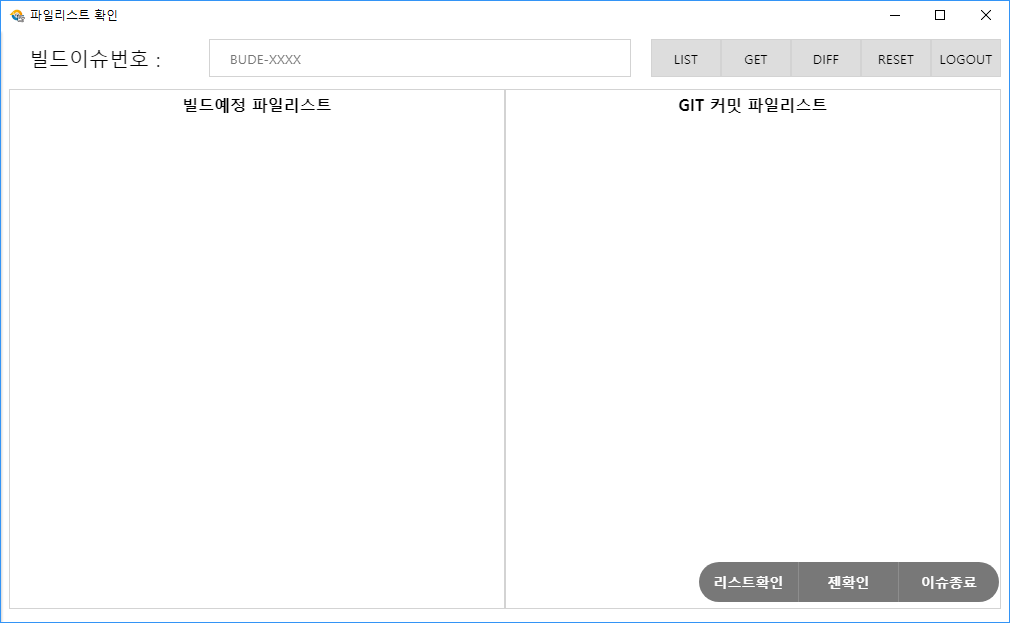 파일리스트 확인
빌드이슈번호 :
BUDE-XXXX
LIST
GET
DIFF
RESET
LOGOUT
빌드예정 파일리스트
GIT 커밋 파일리스트
리스트확인
젠확인
이슈종료